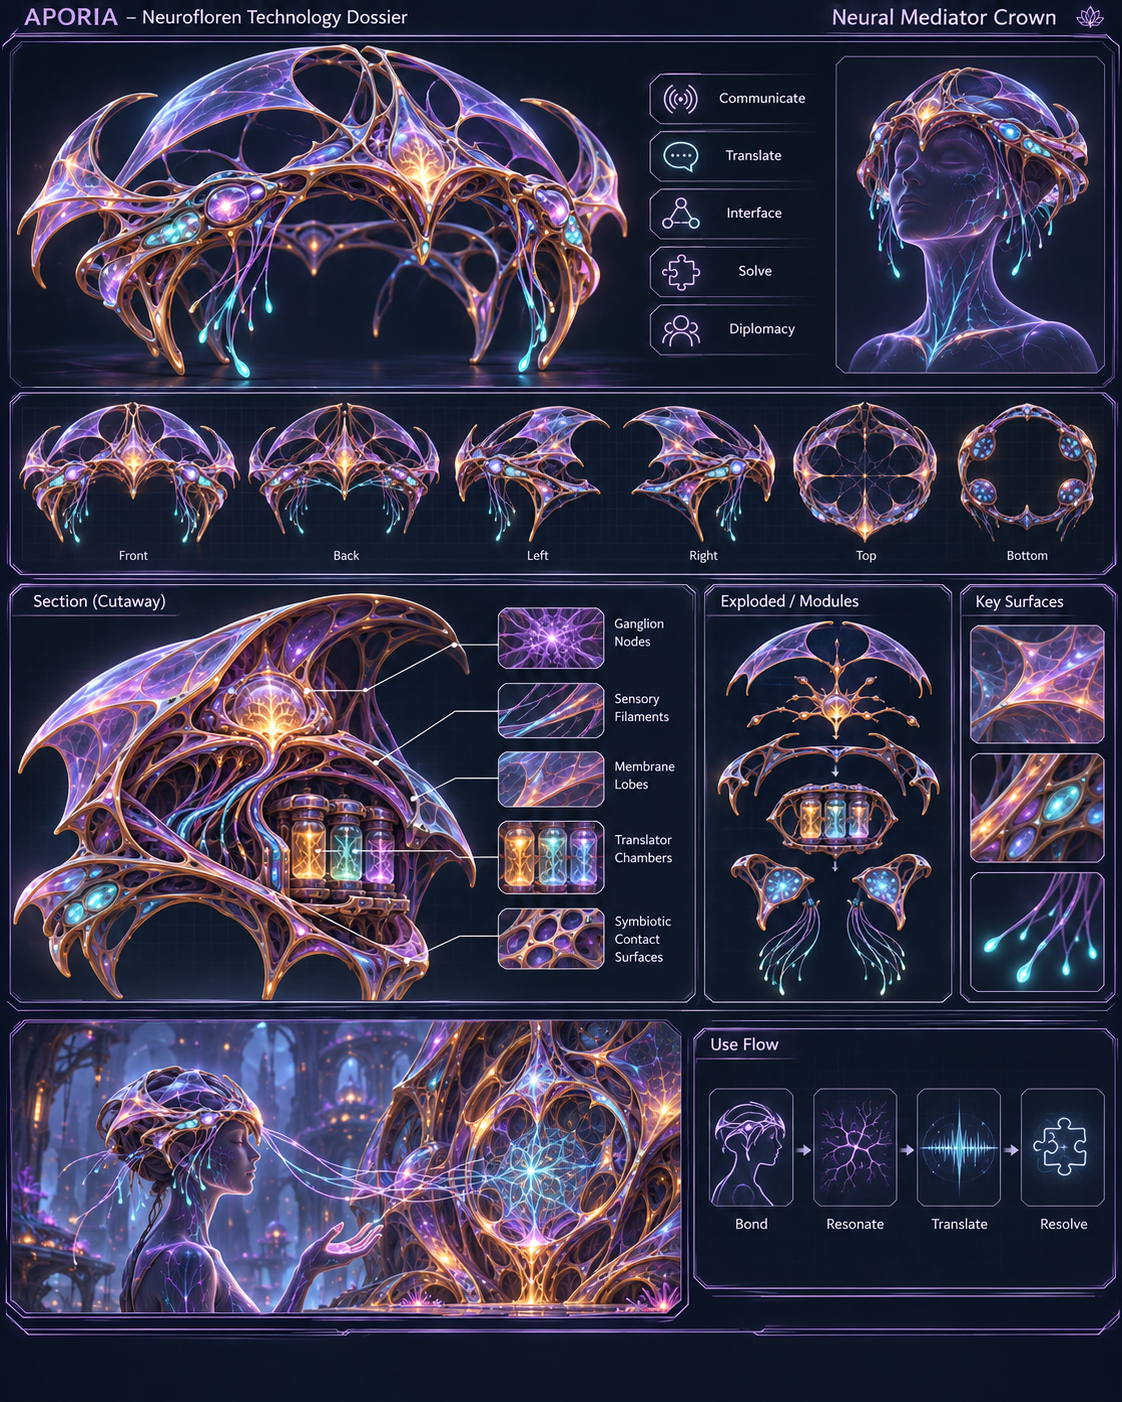 APORIA – Neurofloren Technology Dossier
Neural Mediator Crown
Communicate
Translate
Interface
Solve
Diplomacy
Front
Back
Left
Right
Top
Bottom
Section (Cutaway)
Ganglion
Nodes
Sensory
Filaments
Membrane
Lobes
Translator
Chambers
Symbiotic
Contact
Surfaces
Exploded / Modules
Key Surfaces
Use Flow
Bond
Resonate
Translate
Resolve